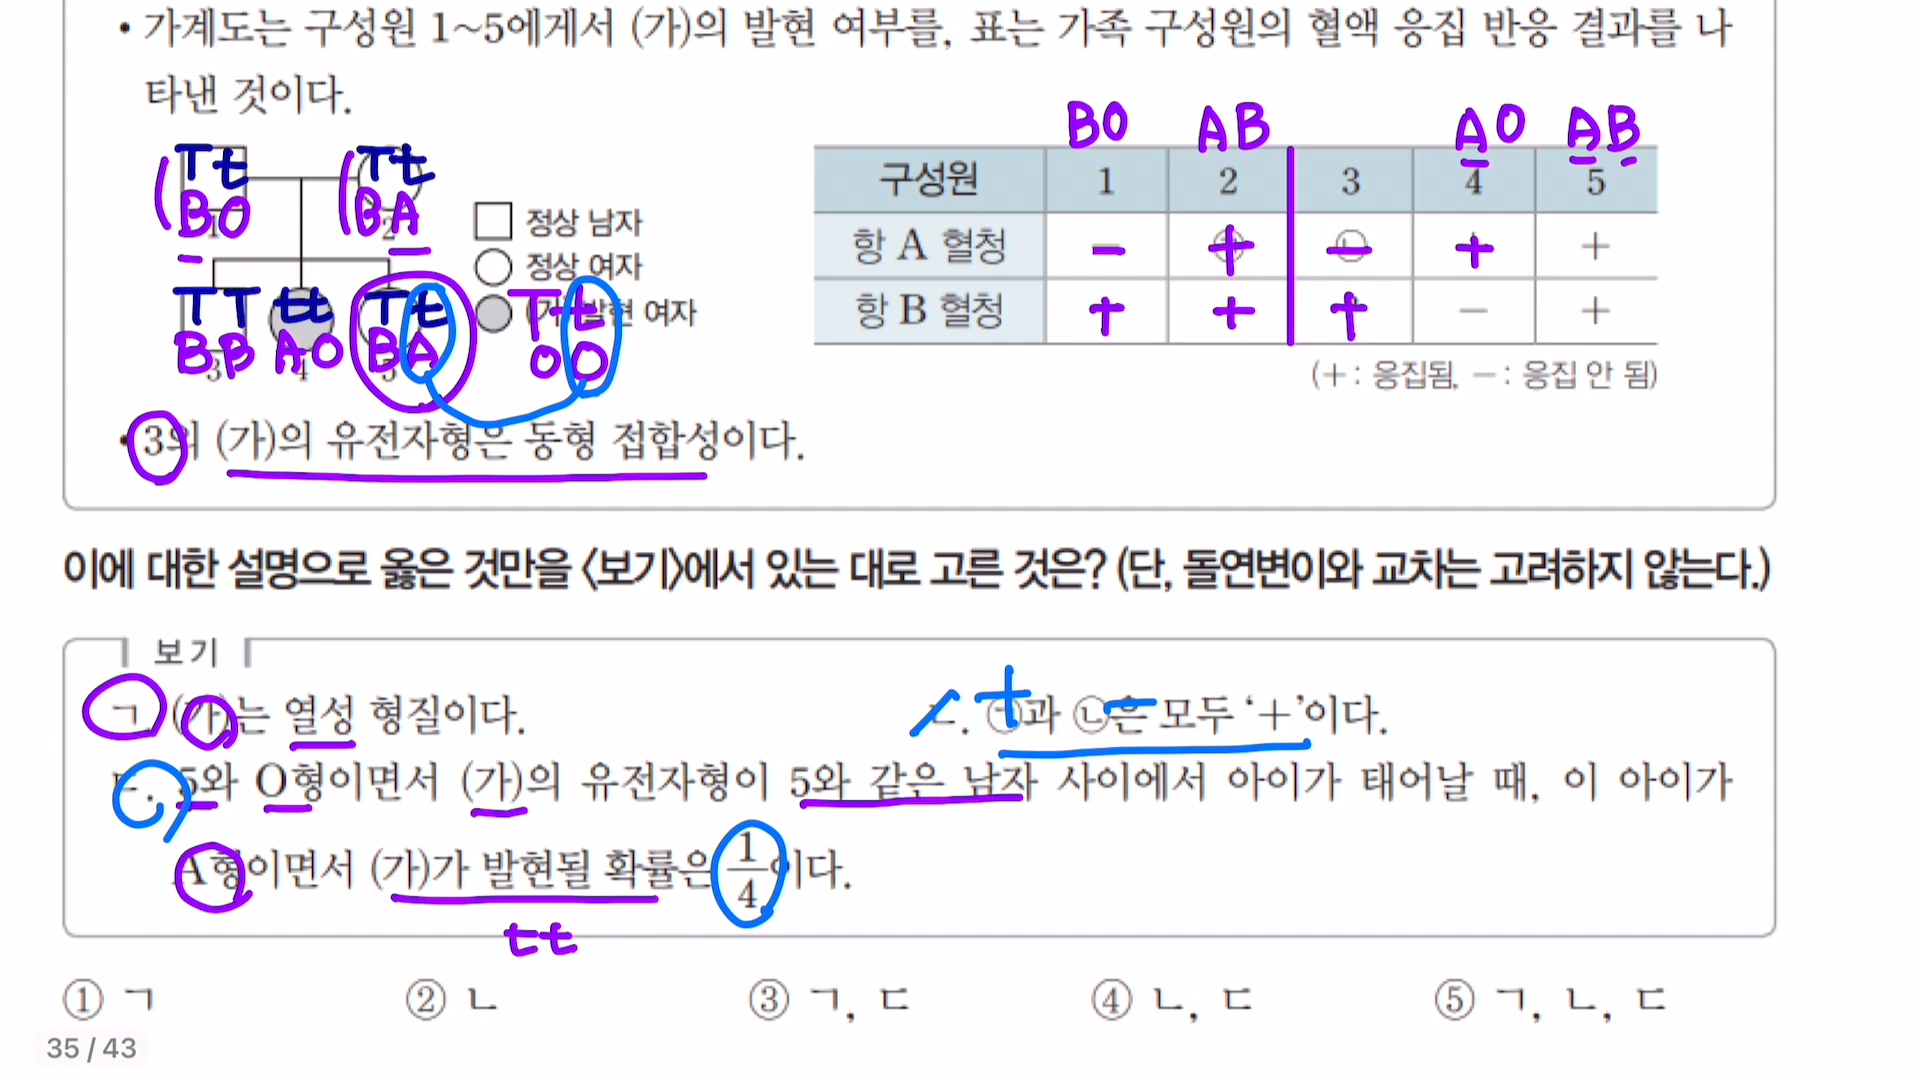 • 가계도는 구성원 1~5에게서 (가)의 발현 여부를, 표는 가족 구성원의 혈액 응집 반응 결과를 나
타낸 것이다.
BO AB AO AB
구성원 1 2 3 4 5
항 A 혈청 − + − + +
항 B 혈청 + + + − +
(+: 응집됨, −: 응집 안 됨)
Tt Tt
BO BA
정상 남자
정상 여자
발현 여자
TT tt Tt Tt
BB AO BA OO
• 3의 (가)의 유전자형은 동형 접합성이다.
이에 대한 설명으로 옳은 것만을 <보기>에서 있는 대로 고른 것은? (단, 돌연변이와 교차는 고려하지 않는다.)
보기
ㄱ. (가)는 열성 형질이다.
ㄴ. ㉠과 ㉡은 모두 ‘+’이다.
+ −
ㄷ. 5와 O형이면서 (가)의 유전자형이 5와 같은 남자 사이에서 아이가 태어날 때, 이 아이가
A형이면서 (가)가 발현될 확률은 1/4이다.
tt
① ㄱ ② ㄴ ③ ㄱ, ㄷ ④ ㄴ, ㄷ ⑤ ㄱ, ㄴ, ㄷ
35 / 43